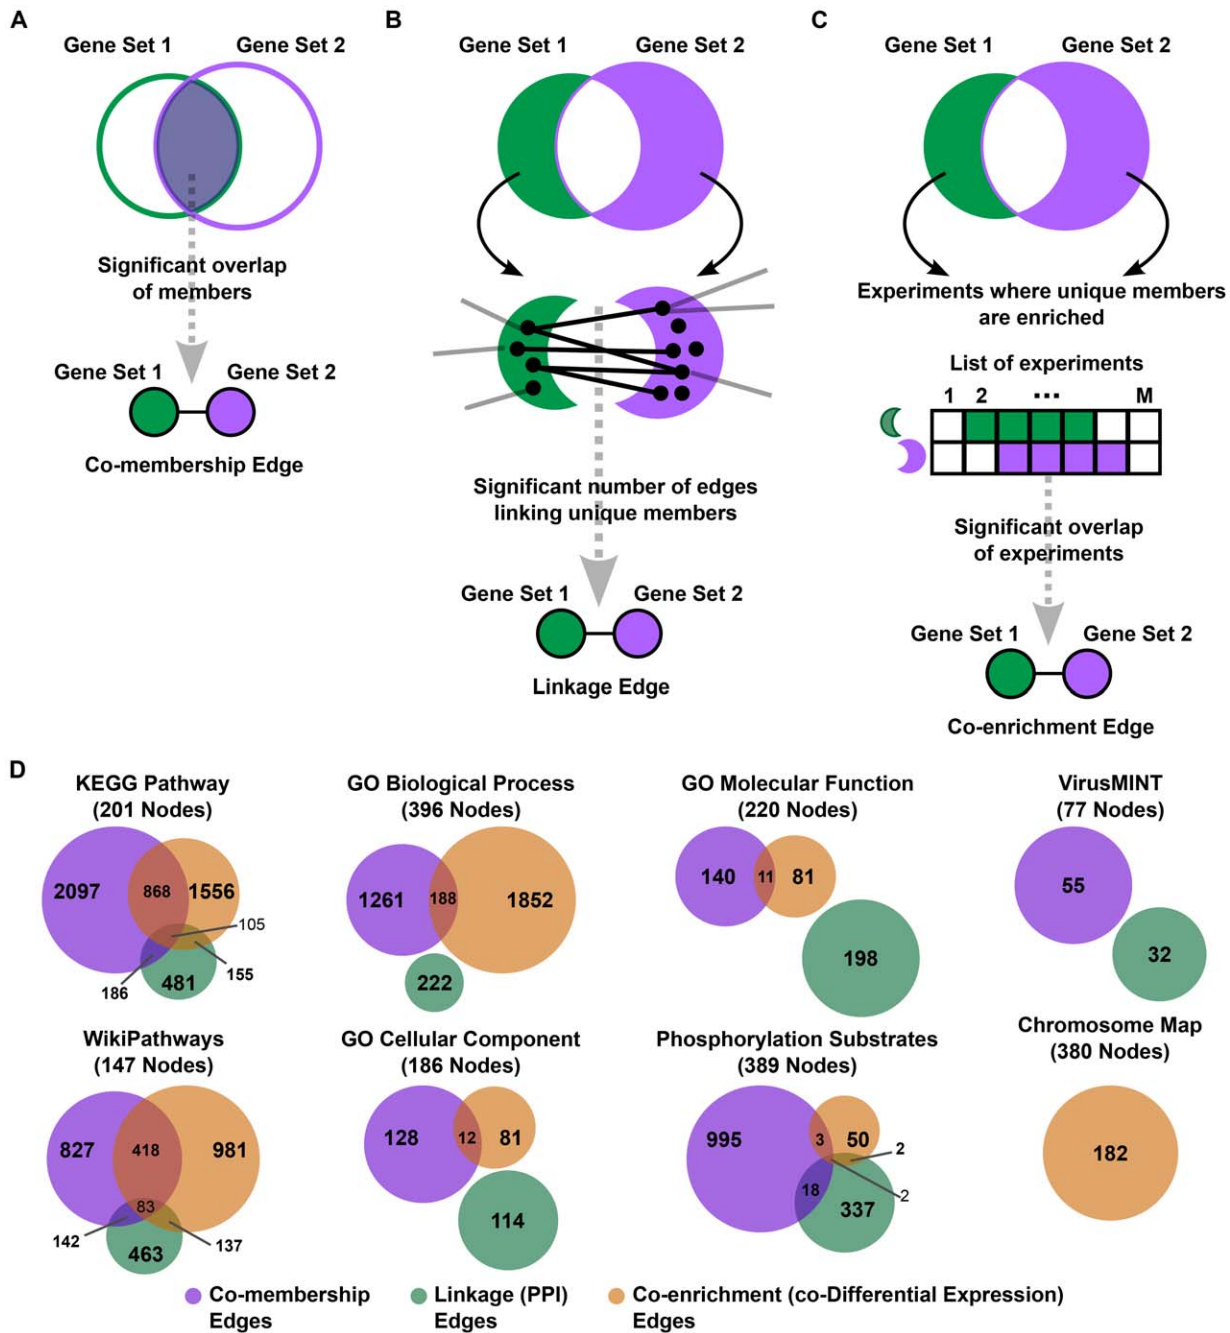 A
Gene Set 1 Gene Set 2
Significant overlap
of members
Gene Set 1 Gene Set 2
Co-membership Edge
B
Gene Set 1 Gene Set 2
Significant number of edges
linking unique members
Gene Set 1 Gene Set 2
Linkage Edge
C
Gene Set 1 Gene Set 2
Experiments where unique members
are enriched
List of experiments
1 2 ... M
Significant overlap
of experiments
Gene Set 1 Gene Set 2
Co-enrichment Edge
D
KEGG Pathway
(201 Nodes)
2097 868 1556
105
155
186 481
GO Biological Process
(396 Nodes)
1261 188 1852
222
GO Molecular Function
(220 Nodes)
140 11 81
198
VirusMINT
(77 Nodes)
55
32
WikiPathways
(147 Nodes)
827 418 981
83
142 463 137
GO Cellular Component
(186 Nodes)
128 12 81
114
Phosphorylation Substrates
(389 Nodes)
995 3 50
2
18 2
337
Chromosome Map
(380 Nodes)
182
Co-membership
Edges
Linkage (PPI)
Edges
Co-enrichment (co-Differential Expression)
Edges